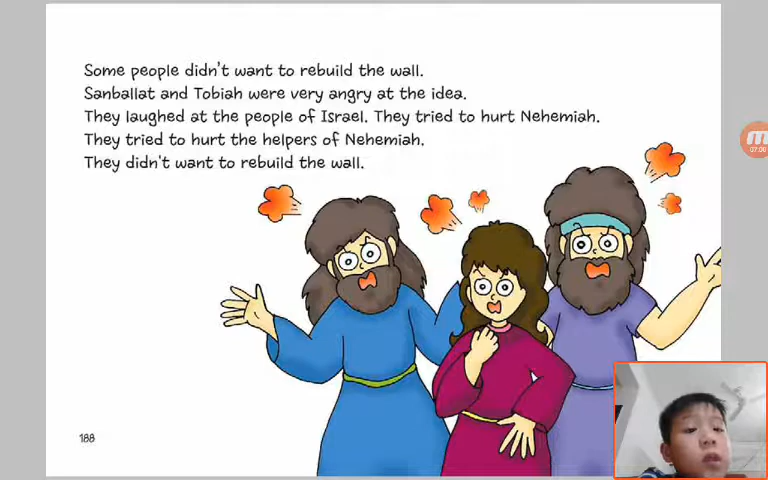 Some people didn't want to rebuild the wall.
Sanballat and Tobiah were very angry at the idea.
They laughed at the people of Israel. They tried to hurt Nehemiah.
They tried to hurt the helpers of Nehemiah.
They didn't want to rebuild the wall.
188
M
07:00